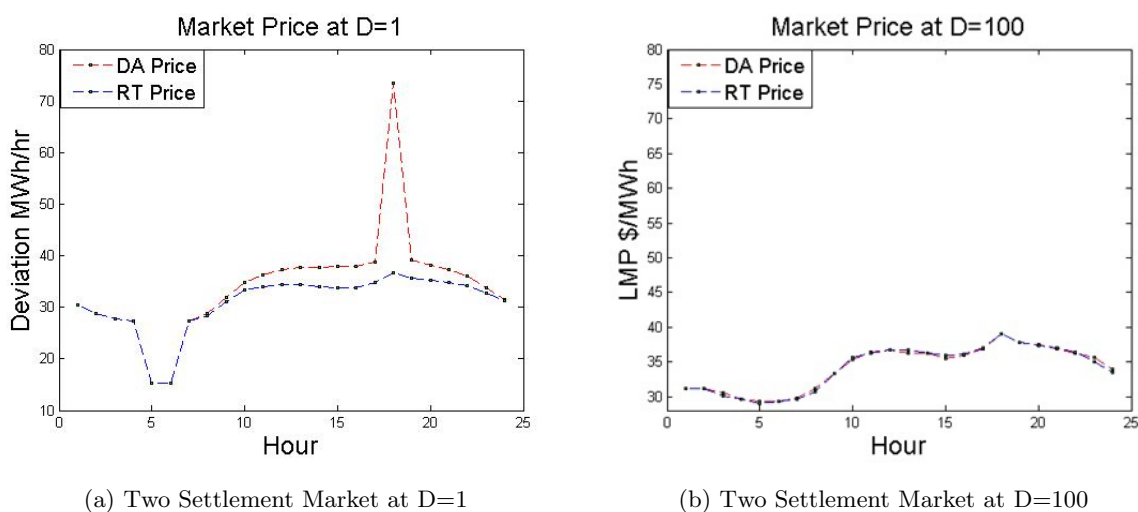 Market Price at D=1
80
70
60
50
40
30
20
10
0
5
10
15
20
25
DA Price
RT Price
Deviation MWh/hr
Hour
(a) Two Settlement Market at D=1
Market Price at D=100
80
75
70
65
60
55
50
45
40
35
30
0
5
10
15
20
25
DA Price
RT Price
LMP $/MWh
Hour
(b) Two Settlement Market at D=100